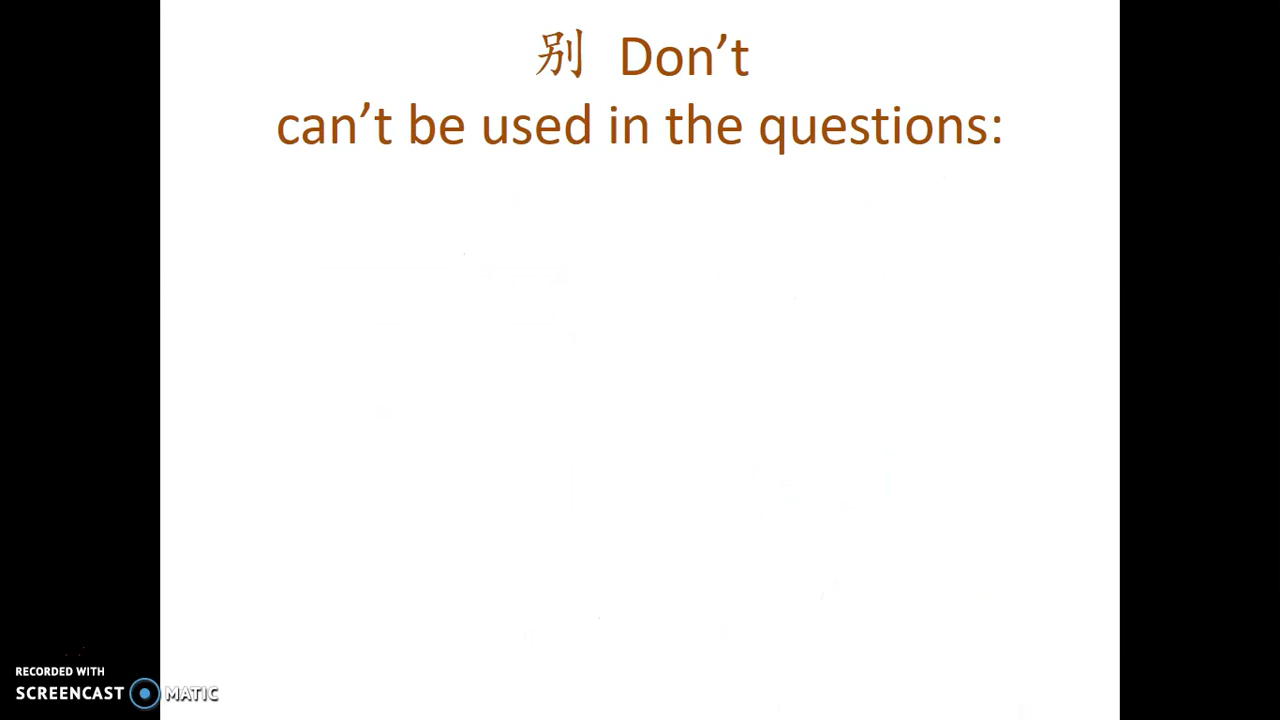 别 Don’t
can’t be used in the questions:
RECORDED WITH
SCREENCAST MATIC